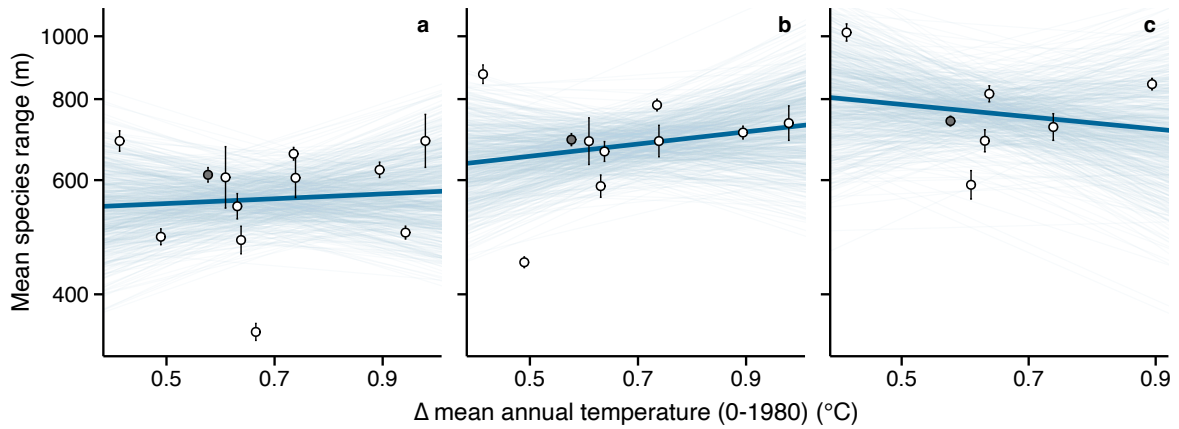 a
b
c
Mean species range (m)
1000
800
600
400
0.5
0.7
0.9
0.5
0.7
0.9
0.5
0.7
0.9
Δ mean annual temperature (0-1980) (°C)